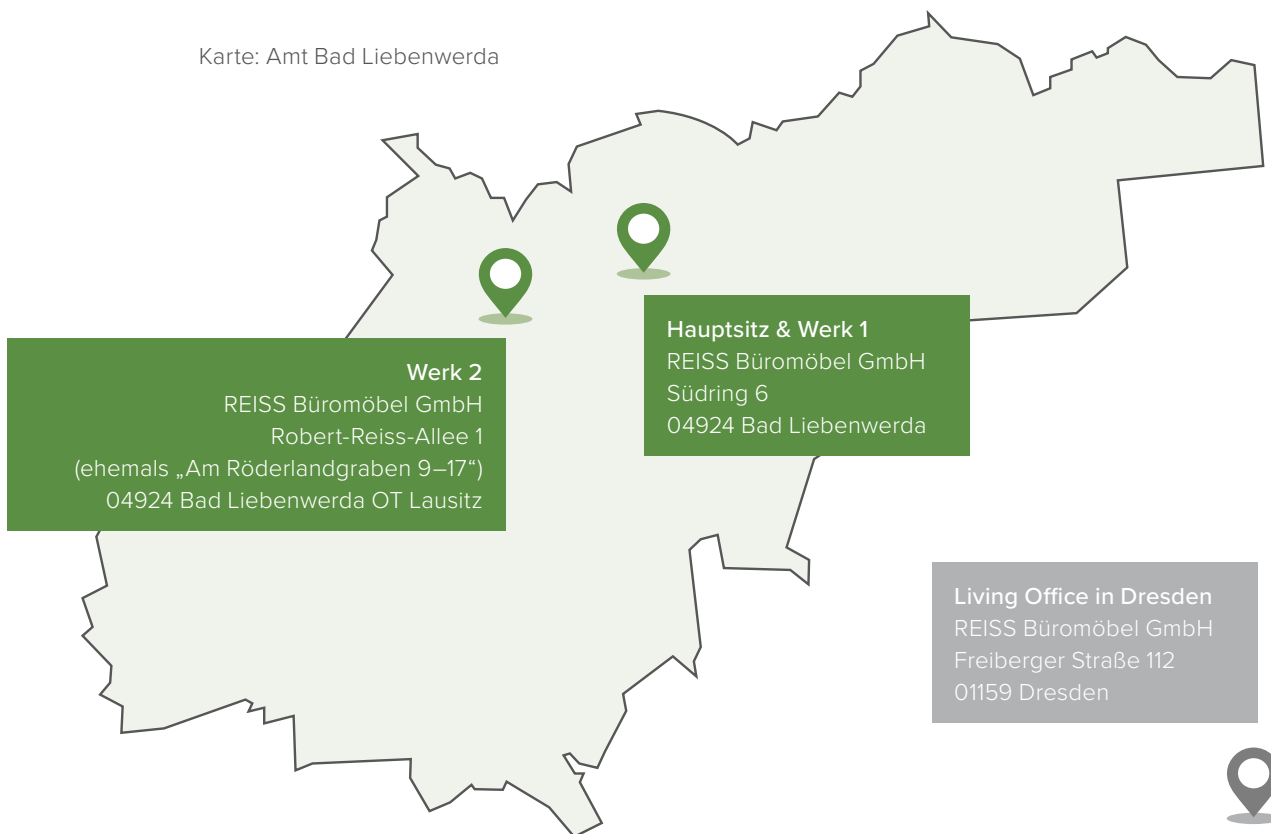 Karte: Amt Bad Liebenwerda
Hauptsitz & Werk 1
REISS Büromöbel GmbH
Südring 6
04924 Bad Liebenwerda
Werk 2
REISS Büromöbel GmbH
Robert-Reiss-Allee 1
(ehemals „Am Röderlandgraben 9–17“)
04924 Bad Liebenwerda OT Lausitz
Living Office in Dresden
REISS Büromöbel GmbH
Freiberger Straße 112
01159 Dresden